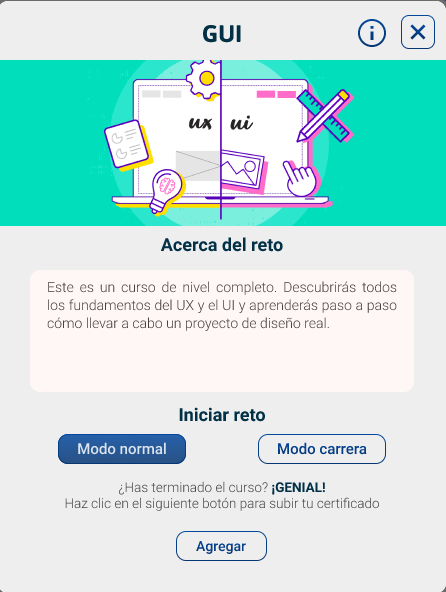 GUI
ux ui
Acerca del reto
Este es un curso de nivel completo. Descubrirás todos
los fundamentos del UX y el UI y aprenderás paso a paso
cómo llevar a cabo un proyecto de diseño real.
Iniciar reto
Modo normal Modo carrera
¿Has terminado el curso? ¡GENIAL!
Haz clic en el siguiente botón para subir tu certificado
Agregar